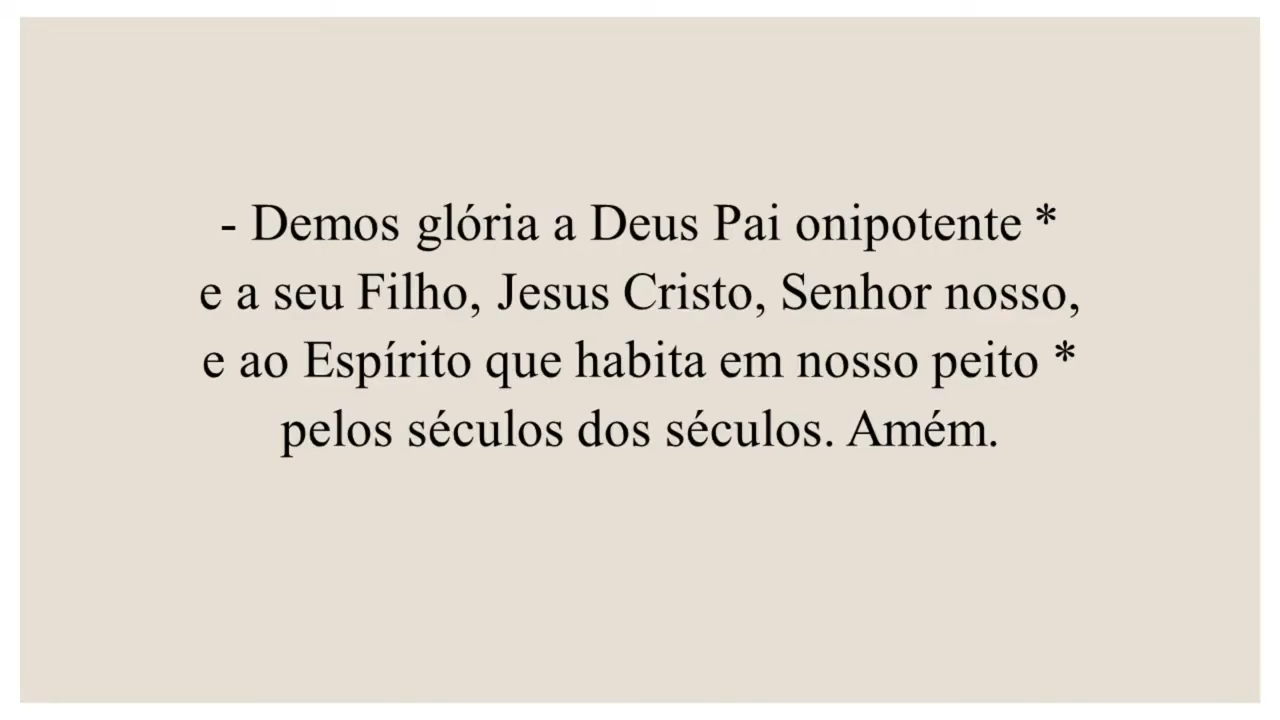 - Demos glória a Deus Pai onipotente *
e a seu Filho, Jesus Cristo, Senhor nosso,
e ao Espírito que habita em nosso peito *
pelos séculos dos séculos. Amém.